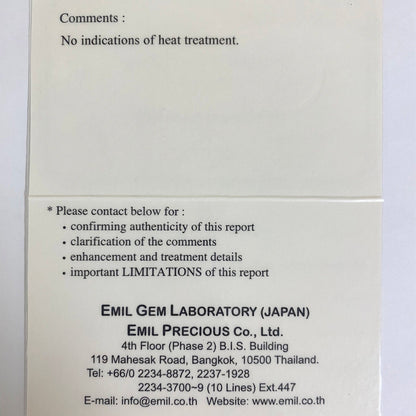 Comments :
No indications of heat treatment.
* Please contact below for :
• confirming authenticity of this report
• clarification of the comments
• enhancement and treatment details
• important LIMITATIONS of this report
EMIL GEM LABORATORY (JAPAN)
EMIL PRECIOUS Co., Ltd.
4th Floor (Phase 2) B.I.S. Building
119 Mahesak Road, Bangkok, 10500 Thailand.
Tel: +66/0 2234-8872, 2237-1928
2234-3700~9 (10 Lines) Ext.447
E-mail: info@emil.co.th Website: www.emil.co.th